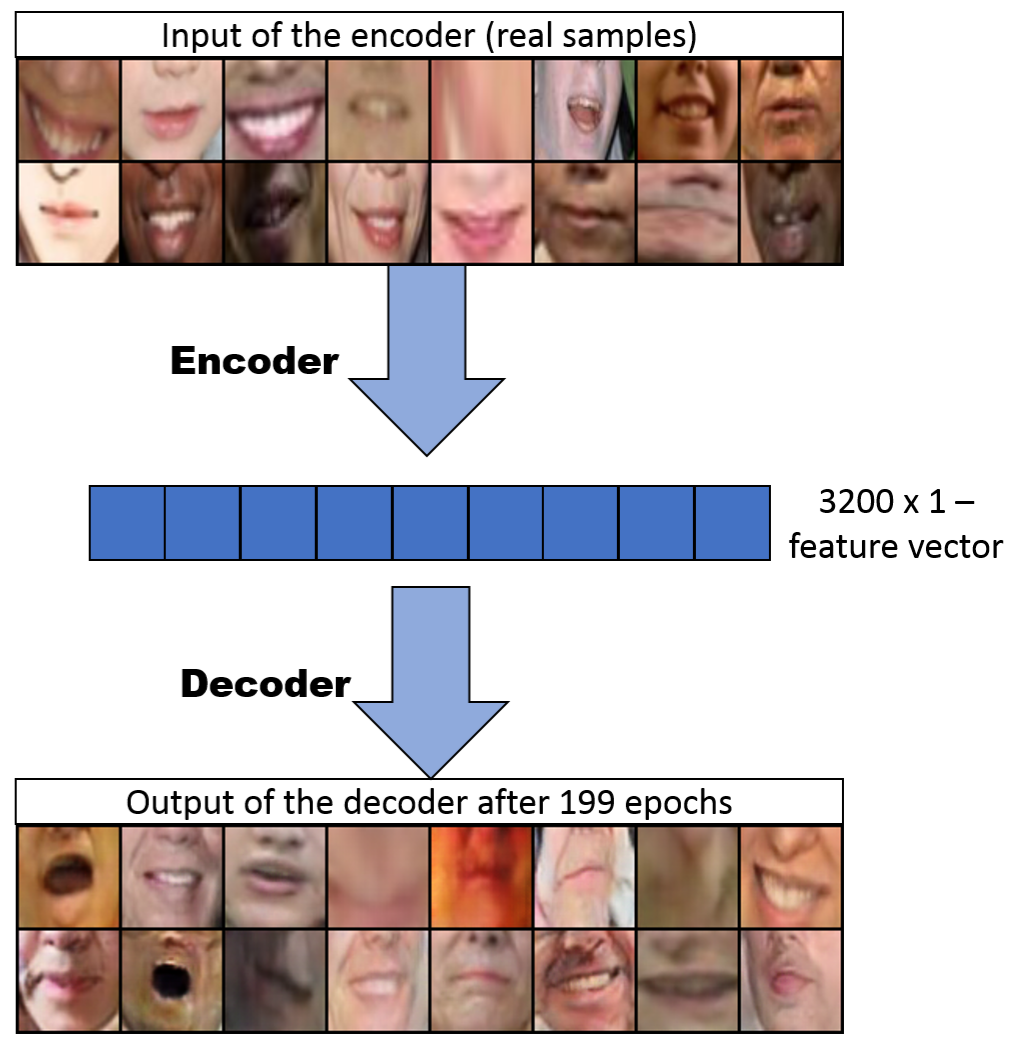 Input of the encoder (real samples)
Encoder
3200 x 1 –
feature vector
Decoder
Output of the decoder after 199 epochs